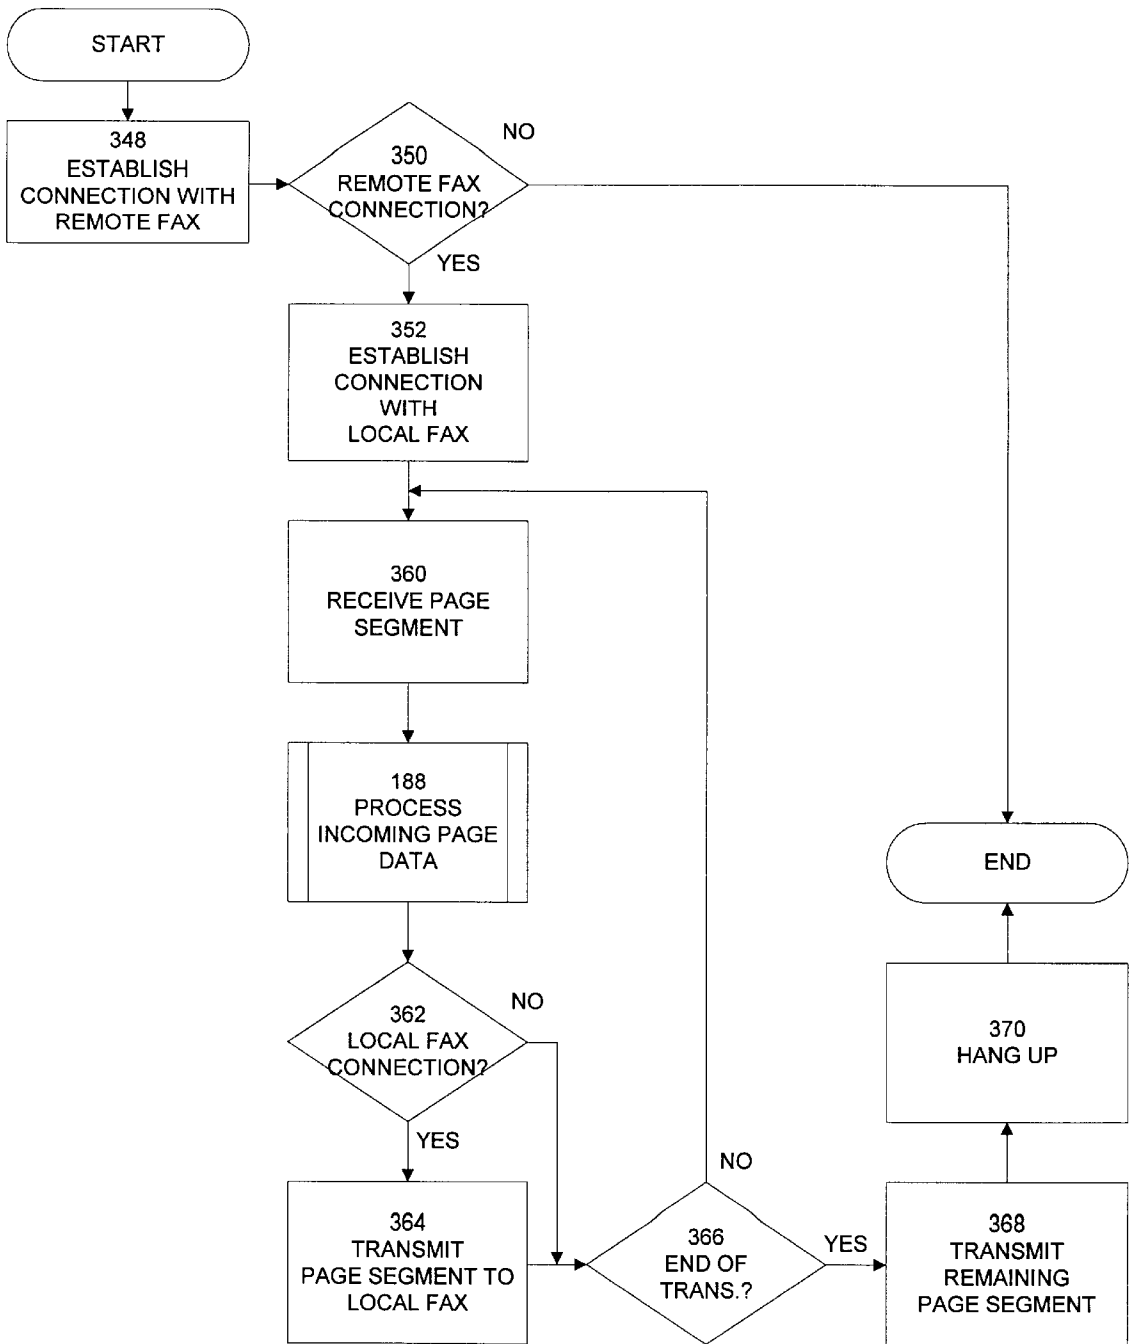 START
348
ESTABLISH
CONNECTION WITH
REMOTE FAX
350
REMOTE FAX
CONNECTION?
NO
YES
352
ESTABLISH
CONNECTION
WITH
LOCAL FAX
360
RECEIVE PAGE
SEGMENT
188
PROCESS
INCOMING PAGE
DATA
362
LOCAL FAX
CONNECTION?
NO
YES
364
TRANSMIT
PAGE SEGMENT TO
LOCAL FAX
366
END OF
TRANS.?
NO
YES
368
TRANSMIT
REMAINING
PAGE SEGMENT
370
HANG UP
END